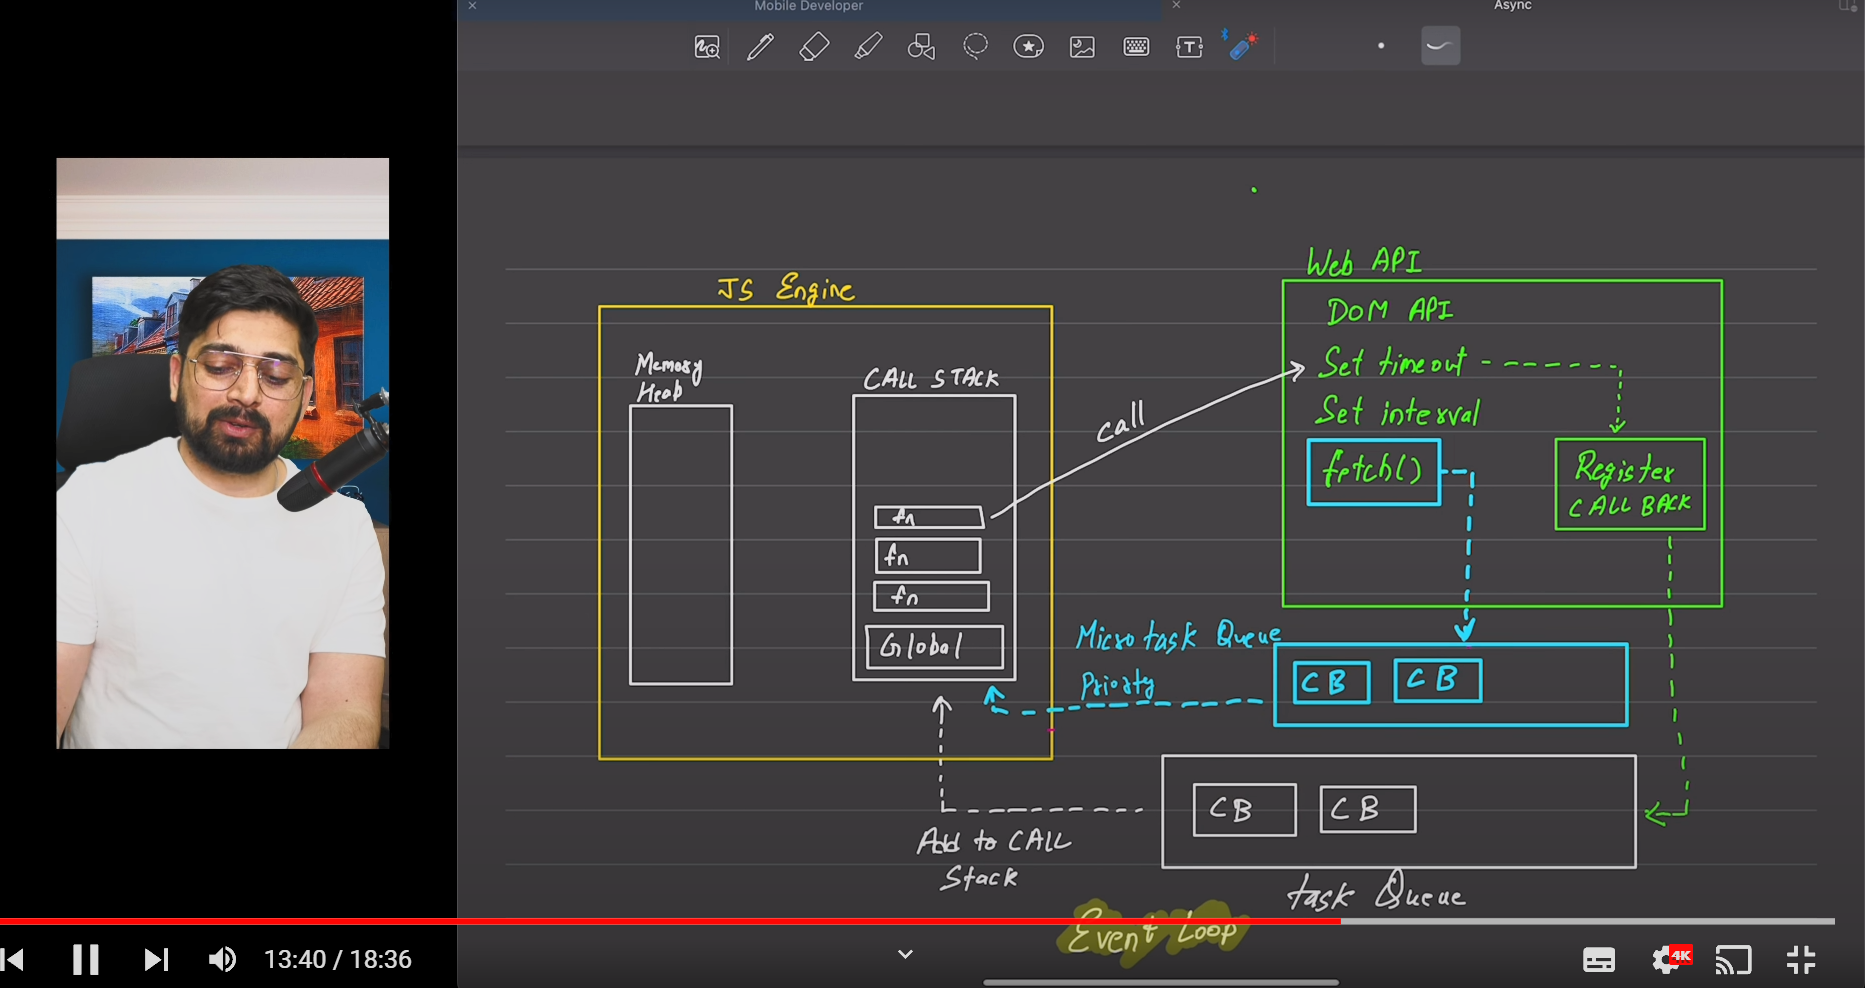 Mobile Developer
Async
JS Engine
Memory
Heap
CALL STACK
fn
fn
fn
Global
call
Web API
DOM API
Set timeout
Set interval
fetch()
Register
CALL BACK
Micro task Queue
Priority
CB
CB
CB
CB
Add to CALL
Stack
task Queue
Event Loop
13:40 / 18:36
4K